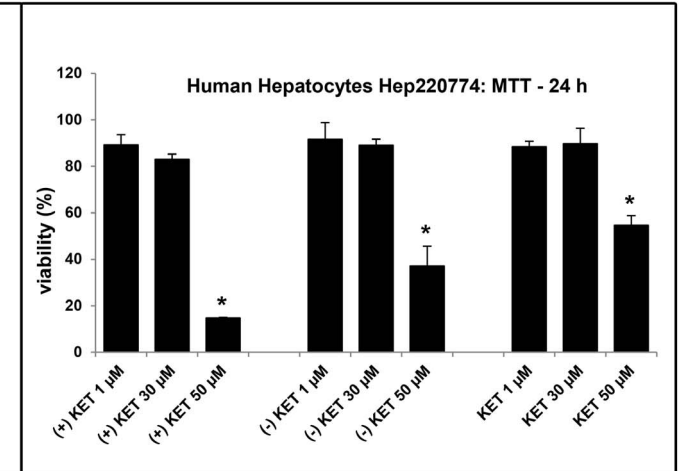 Human Hepatocytes Hep220774: MTT - 24 h
viability (%)
120
100
80
60
40
20
0
*
*
*
(+) KET 1 µM
(+) KET 30 µM
(+) KET 50 µM
(-) KET 1 µM
(-) KET 30 µM
(-) KET 50 µM
KET 1 µM
KET 30 µM
KET 50 µM